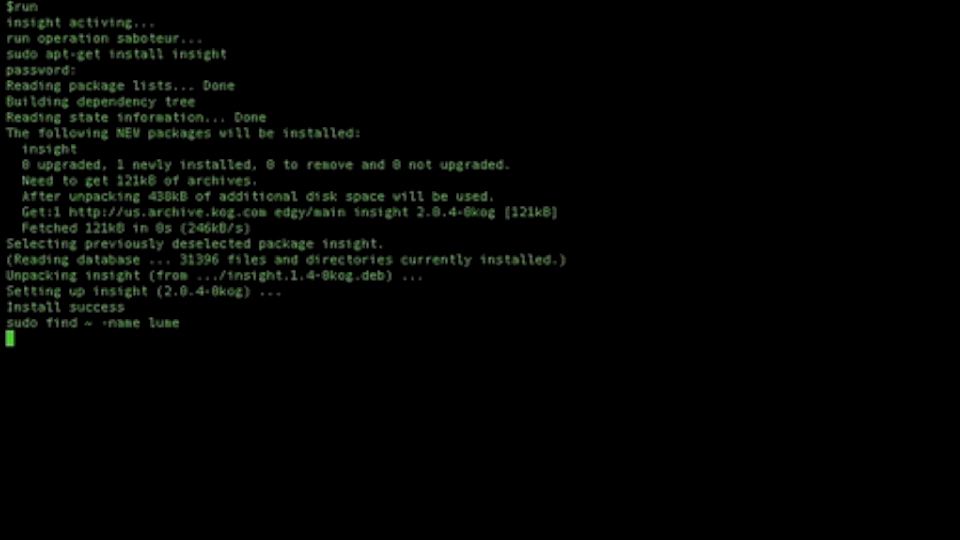 $run
insight activing...
run operation saboteur...
sudo apt-get install insight
password:
Reading package lists... Done
Building dependency tree
Reading state information... Done
The following NEW packages will be installed:
insight
0 upgraded, 1 newly installed, 0 to remove and 0 not upgraded.
Need to get 121kB of archives.
After unpacking 438kB of additional disk space will be used.
Get:1 http://us.archive.kog.com edgy/main insight 2.0.4-0kog [121kB]
Fetched 121kB in 0s (246kB/s)
Selecting previously deselected package insight.
(Reading database ... 31396 files and directories currently installed.)
Unpacking insight (from .../insight.1.4-0kog.deb) ...
Setting up insight (2.0.4-0kog) ...
Install success
sudo find ~ -name lume